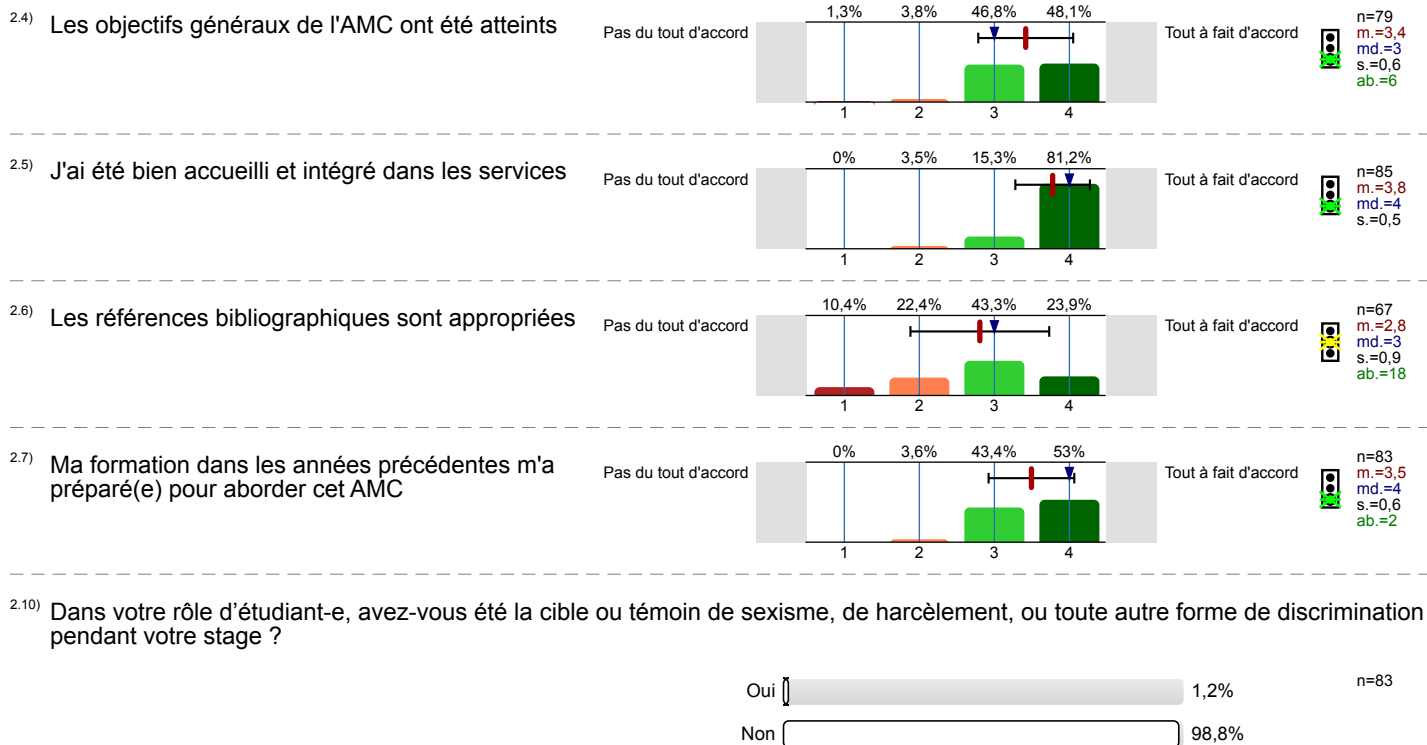 2.4) Les objectifs généraux de l'AMC ont été atteints
Pas du tout d'accord
1,3% 3,8% 46,8% 48,1%
1 2 3 4
Tout à fait d'accord
n=79
m.=3,4
md.=3
s.=0,6
ab.=6
2.5) J'ai été bien accueilli et intégré dans les services
Pas du tout d'accord
0% 3,5% 15,3% 81,2%
1 2 3 4
Tout à fait d'accord
n=85
m.=3,8
md.=4
s.=0,5
2.6) Les références bibliographiques sont appropriées
Pas du tout d'accord
10,4% 22,4% 43,3% 23,9%
1 2 3 4
Tout à fait d'accord
n=67
m.=2,8
md.=3
s.=0,9
ab.=18
2.7) Ma formation dans les années précédentes m'a
préparé(e) pour aborder cet AMC
Pas du tout d'accord
0% 3,6% 43,4% 53%
1 2 3 4
Tout à fait d'accord
n=83
m.=3,5
md.=4
s.=0,6
ab.=2
2.10) Dans votre rôle d’étudiant-e, avez-vous été la cible ou témoin de sexisme, de harcèlement, ou toute autre forme de discrimination
pendant votre stage ?
Oui 1,2% n=83
Non 98,8%